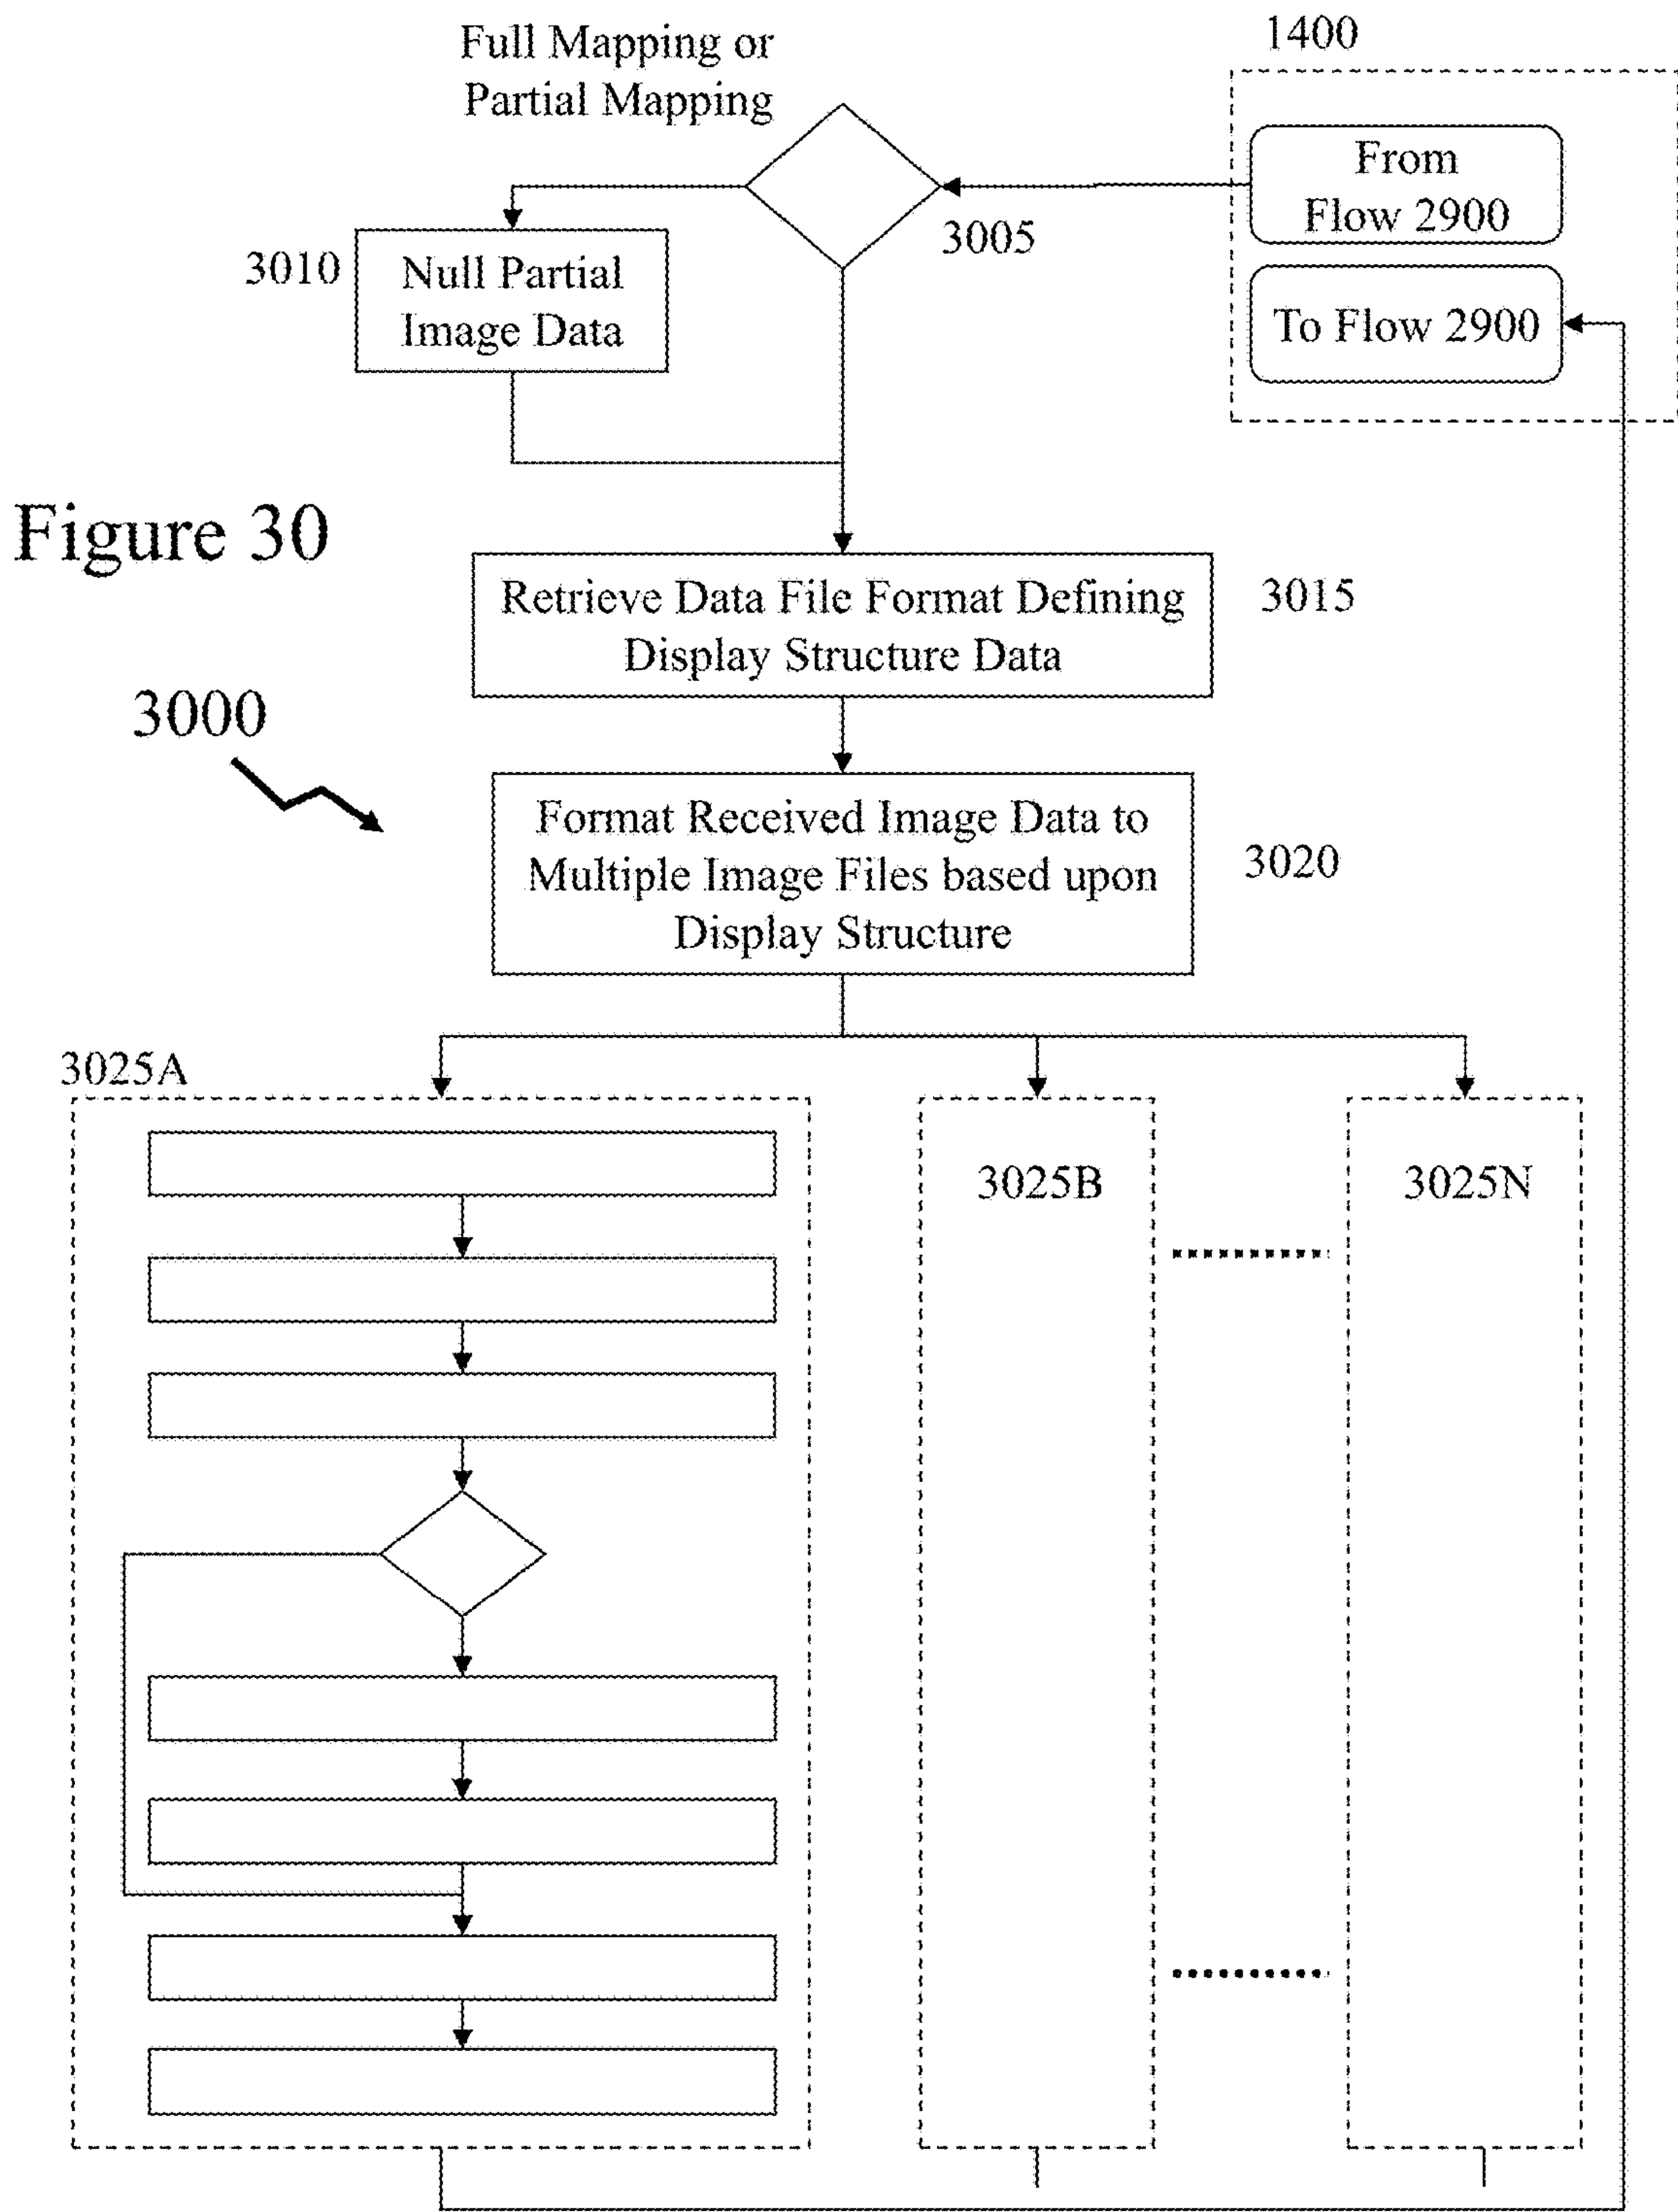 Full Mapping or
Partial Mapping
1400
From
Flow 2900
3005
To Flow 2900
3010
Null Partial
Image Data
Figure 30
Retrieve Data File Format Defining
Display Structure Data
3015
3000
Format Received Image Data to
Multiple Image Files based upon
Display Structure
3020
3025A
3025B
3025N